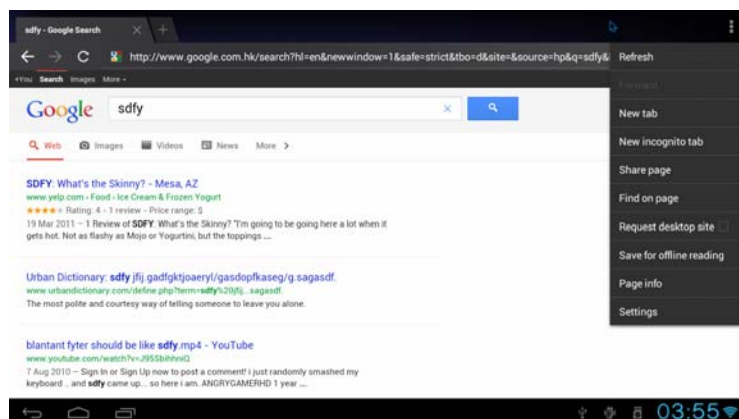 sdfy - Google Search
http://www.google.com.hk/search?hl=en&newwindow=1&safe=strict&tbo=d&site=&source=hp&q=sdfy&
+You Search Images More
Google sdfy
Web Images Videos News More
SDFY: What's the Skinny? - Mesa, AZ
www.yelp.com › Food › Ice Cream & Frozen Yogurt
Rating: 4 - 1 review - Price range: $
19 Mar 2011 – 1 Review of SDFY: What's the Skinny? "I'm going to be going here a lot when it
gets hot. Not as flashy as Mojo or Yogurtini, but the toppings ....
Urban Dictionary: sdfy jfij.gadfgktjoaeryl/gasdopfkaseg/g.sagasdf.
www.urbandictionary.com/define.php?term=sdfy%20jfij...sagasdf.
The most polite and courtesy way of telling someone to leave you alone.
blantant fyter should be like sdfy.mp4 - YouTube
www.youtube.com/watch?v=J95SbihhniQ
7 Aug 2010 – Sign In or Sign Up now to post a comment! i just randomly smashed my
keyboard .. and sdfy came up... so here i am. ANGRYGAMERHD 1 year ....
Refresh
Forward
New tab
New incognito tab
Share page
Find on page
Request desktop site
Save for offline reading
Page info
Settings
03:55